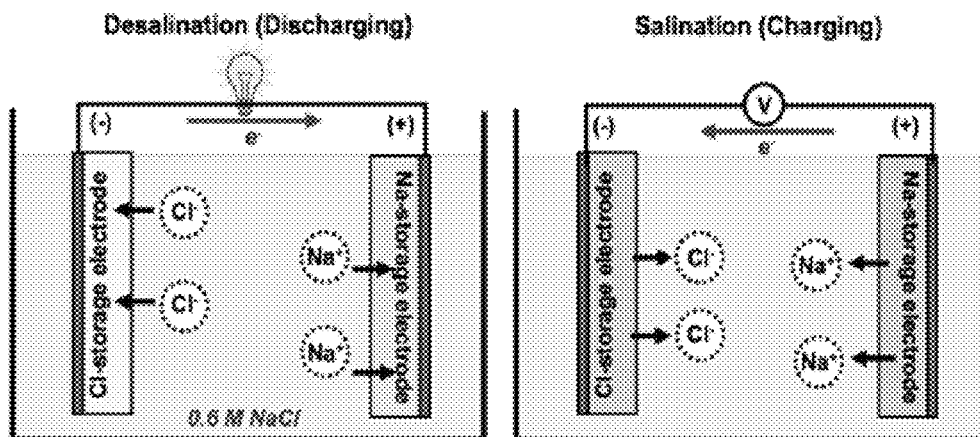 Desalination (Discharging)
(-)
e-
(+)
Cl-storage electrode
Cl-
Cl-
Na+
Na+
Na-storage electrode
0.6 M NaCl
Salination (Charging)
V
(-)
e-
(+)
Cl-storage electrode
Cl-
Cl-
Na+
Na+
Na-storage electrode